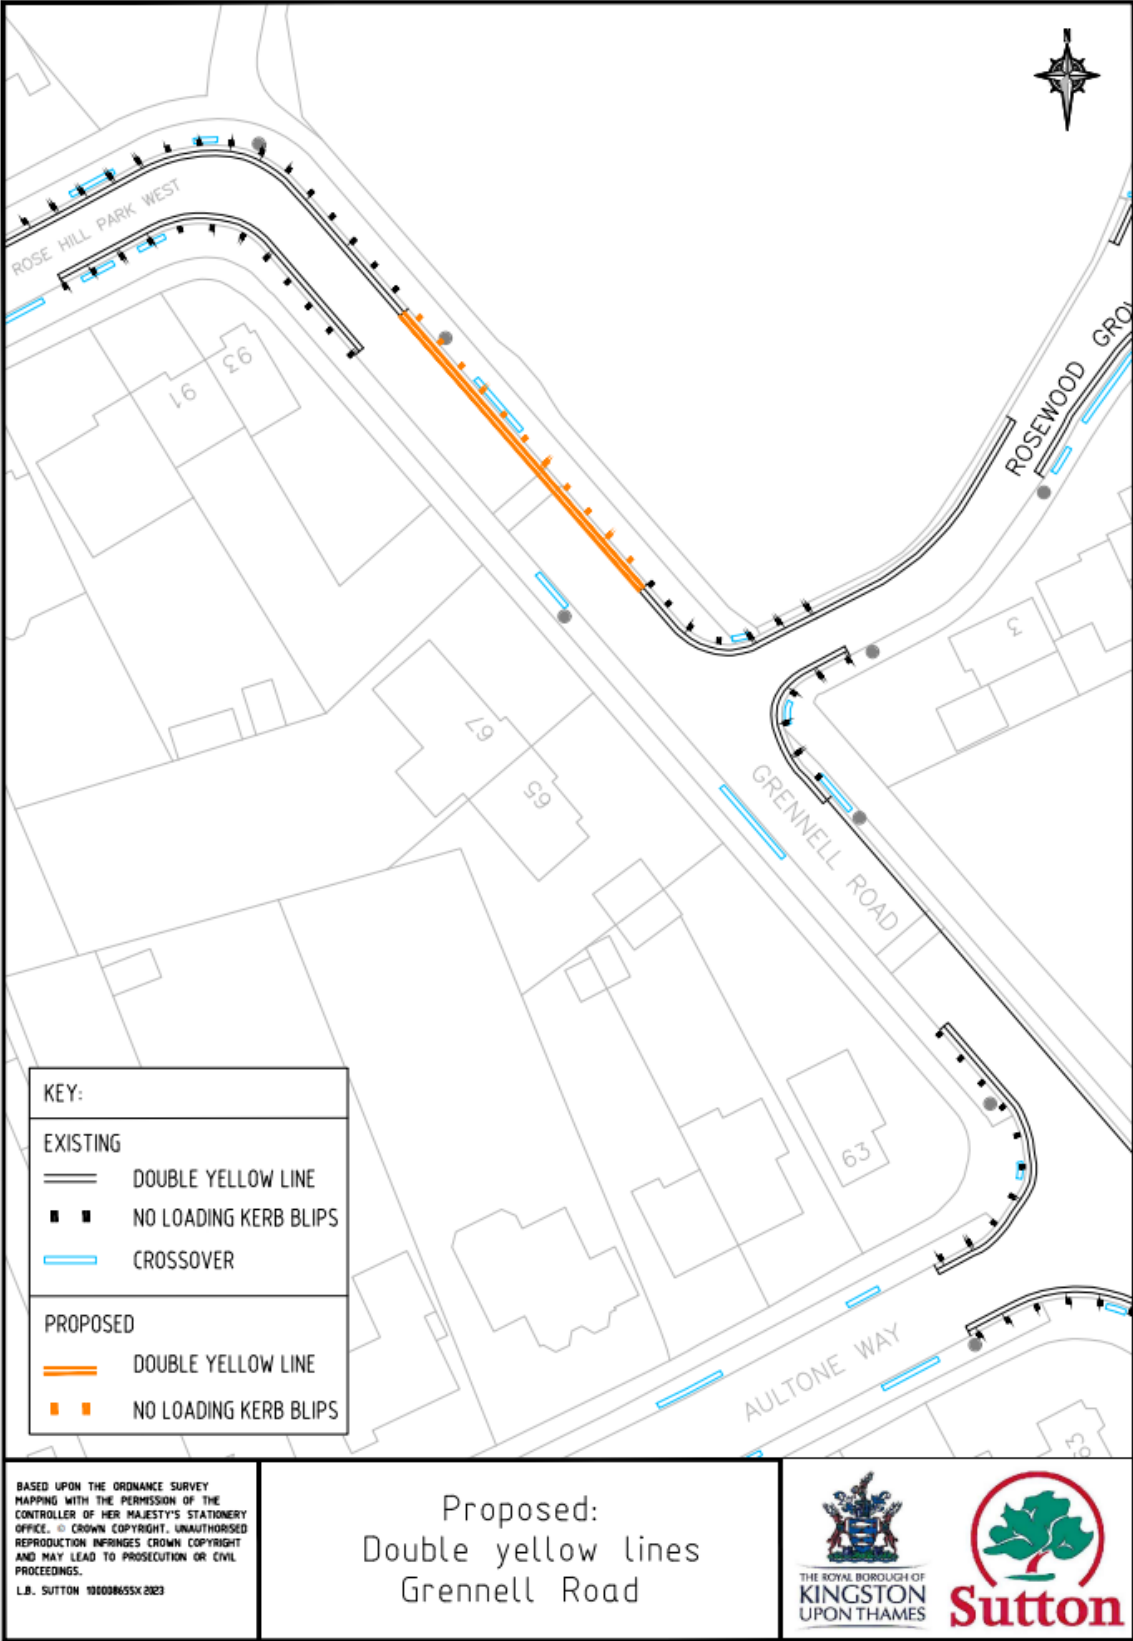 N
ROSE HILL PARK WEST
93
91
ROSEWOOD
3
67
65
GRENNELL ROAD
63
AULTONE WAY
63
KEY:
EXISTING
DOUBLE YELLOW LINE
NO LOADING KERB BLIPS
CROSSOVER
PROPOSED
DOUBLE YELLOW LINE
NO LOADING KERB BLIPS
BASED UPON THE ORDNANCE SURVEY
MAPPING WITH THE PERMISSION OF THE
CONTROLLER OF HER MAJESTY'S STATIONERY
OFFICE. © CROWN COPYRIGHT. UNAUTHORISED
REPRODUCTION INFRINGES CROWN COPYRIGHT
AND MAY LEAD TO PROSECUTION OR CIVIL
PROCEEDINGS.
L.B. SUTTON 100008655X 2023
Proposed:
Double yellow lines
Grennell Road
THE ROYAL BOROUGH OF
KINGSTON
UPON THAMES
Sutton